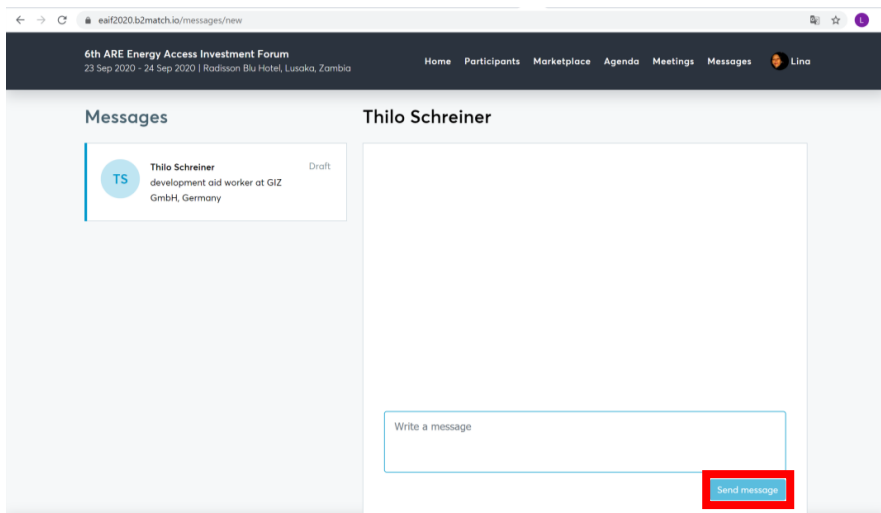 eaif2020.b2match.io/messages/new
L
6th ARE Energy Access Investment Forum
23 Sep 2020 - 24 Sep 2020 | Radisson Blu Hotel, Lusaka, Zambia
Home Participants Marketplace Agenda Meetings Messages Lina
Messages
Thilo Schreiner
TS
Thilo Schreiner Draft
development aid worker at GIZ
GmbH, Germany
Write a message
Send message